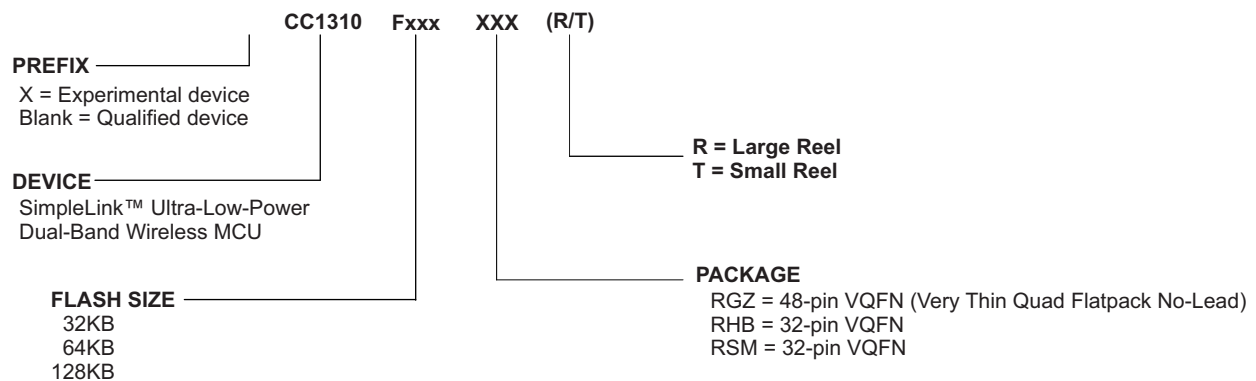 CC1310 Fxxx XXX (R/T)
PREFIX
X = Experimental device
Blank = Qualified device
R = Large Reel
T = Small Reel
DEVICE
SimpleLink™ Ultra-Low-Power
Dual-Band Wireless MCU
PACKAGE
RGZ = 48-pin VQFN (Very Thin Quad Flatpack No-Lead)
RHB = 32-pin VQFN
RSM = 32-pin VQFN
FLASH SIZE
32KB
64KB
128KB